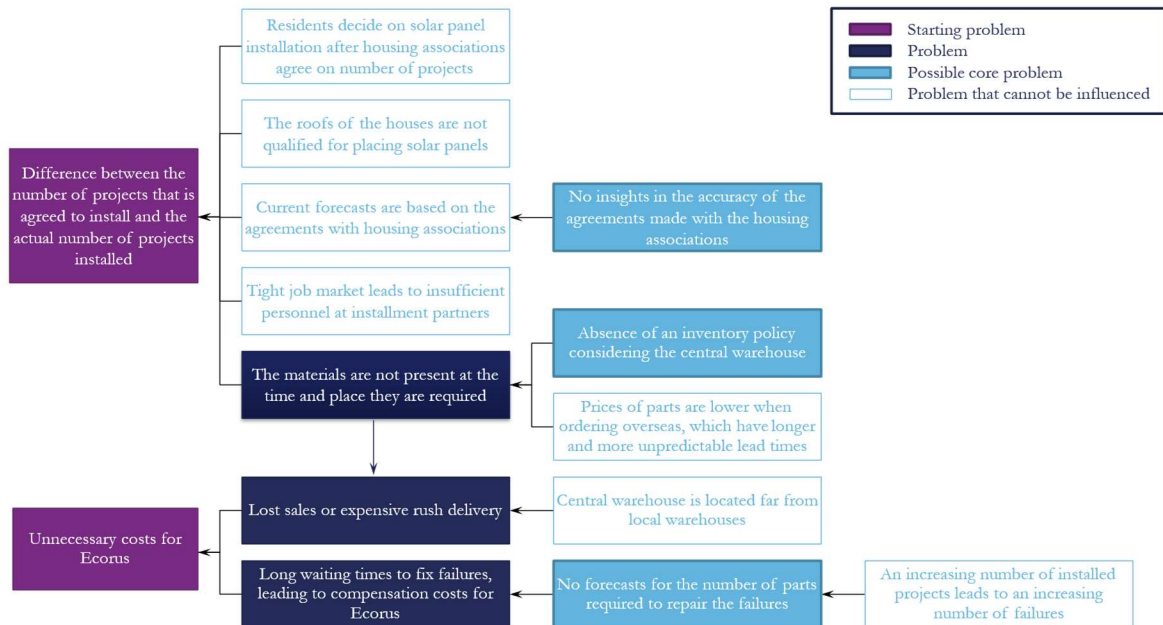 Residents decide on solar panel
installation after housing associations
agree on number of projects
Starting problem
Problem
Possible core problem
Problem that cannot be influenced
The roofs of the houses are not
qualified for placing solar panels
Difference between the
number of projects that is
agreed to install and the
actual number of projects
installed
Current forecasts are based on the
agreements with housing associations
No insights in the accuracy of the
agreements made with the housing
associations
Tight job market leads to insufficient
personnel at installment partners
Absence of an inventory policy
considering the central warehouse
The materials are not present at the
time and place they are required
Prices of parts are lower when
ordering overseas, which have longer
and more unpredictable lead times
Lost sales or expensive rush delivery
Central warehouse is located far from
local warehouses
Unnecessary costs for
Ecorus
Long waiting times to fix failures,
leading to compensation costs for
Ecorus
No forecasts for the number of parts
required to repair the failures
An increasing number of installed
projects leads to an increasing
number of failures